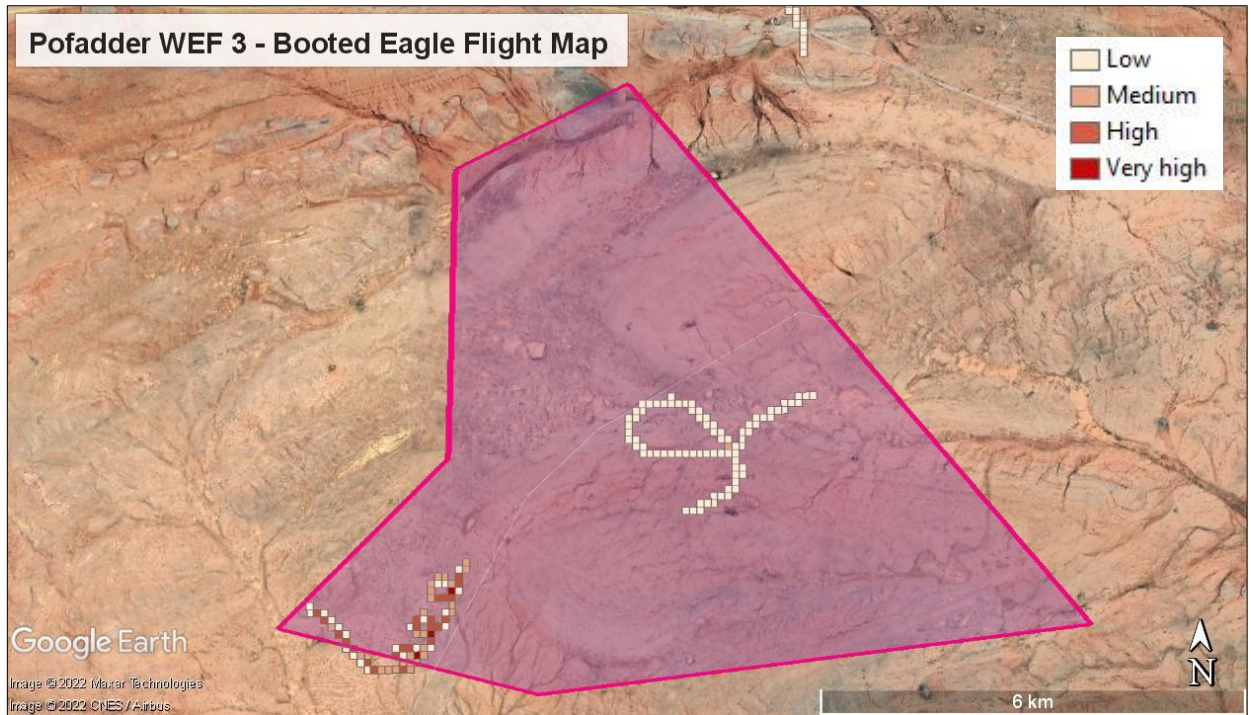 Pofadder WEF 3 - Booted Eagle Flight Map
Low
Medium
High
Very high
Google Earth
Image © 2022 Maxar Technologies
Image © 2022 CNES / Airbus
N
6 km